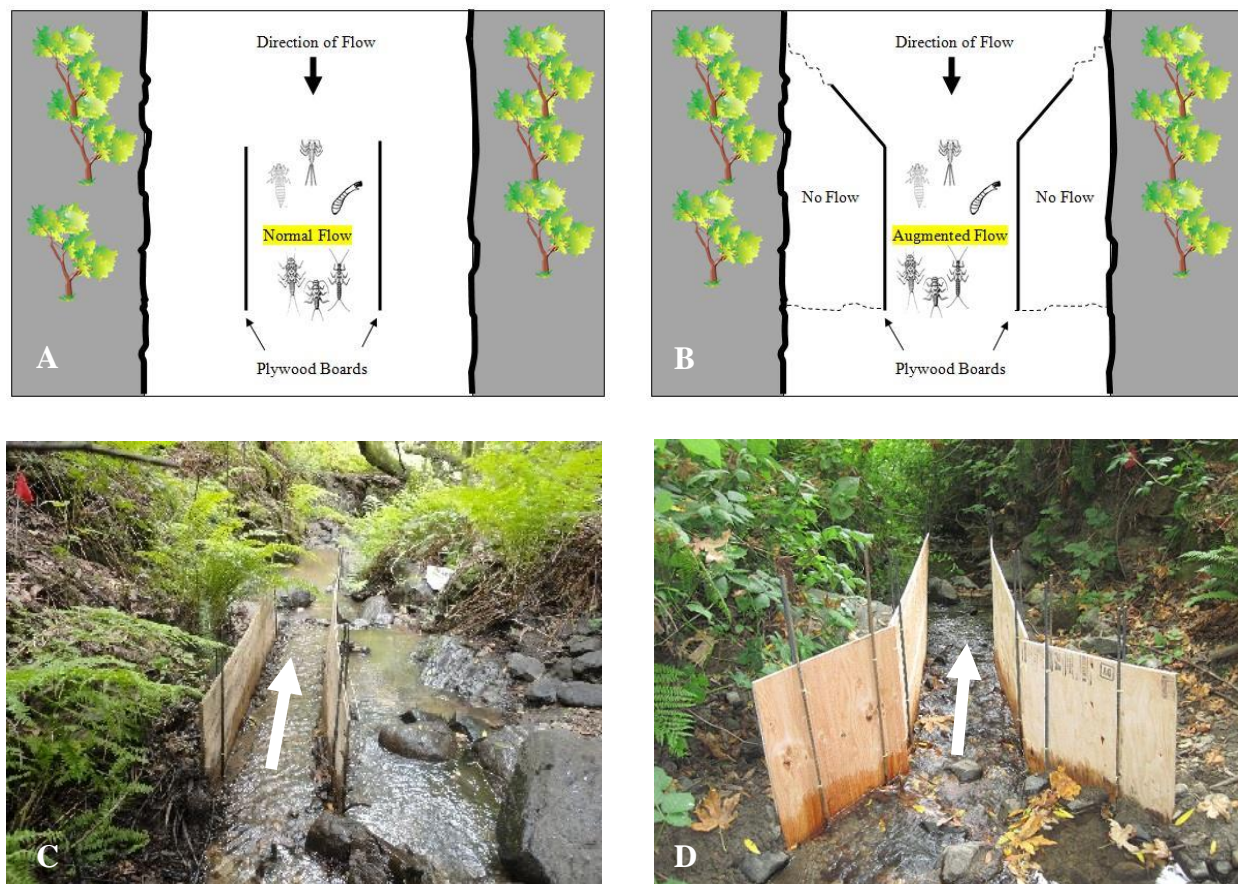 Direction of Flow
Normal Flow
Plywood Boards
A
Direction of Flow
No Flow
No Flow
Augmented Flow
Plywood Boards
B
C
D